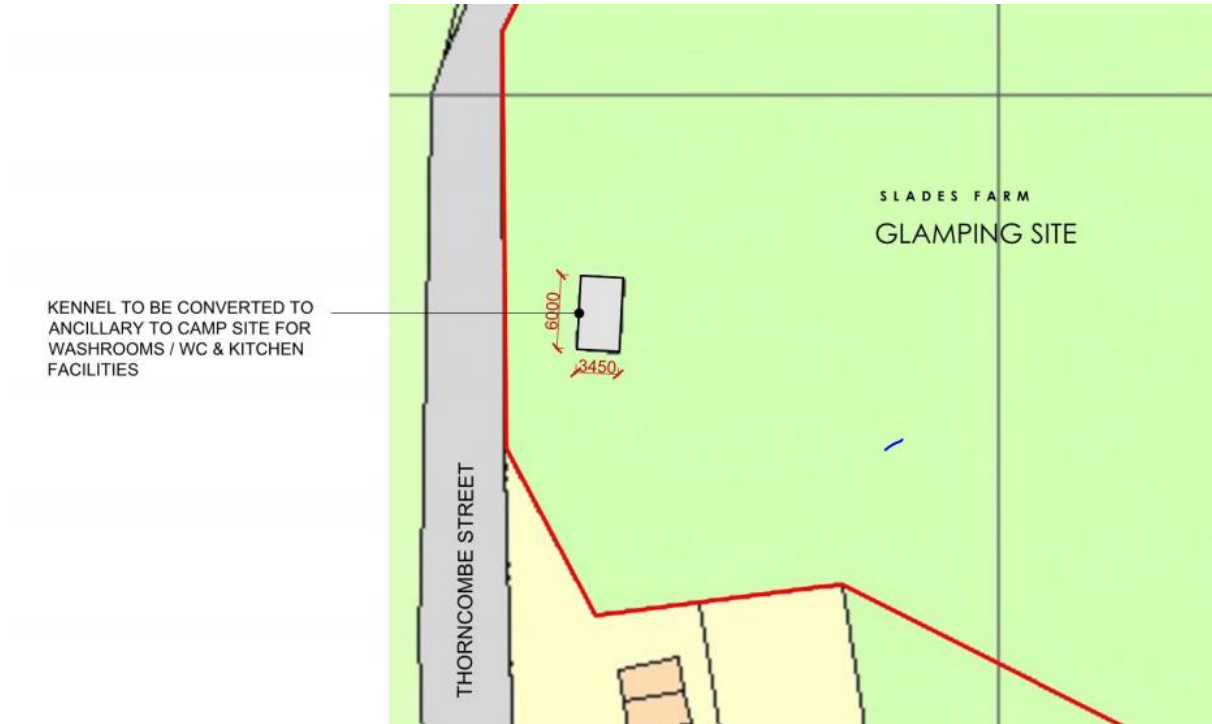 SLADES FARM
GLAMPING SITE
KENNEL TO BE CONVERTED TO
ANCILLARY TO CAMP SITE FOR
WASHROOMS / WC & KITCHEN
FACILITIES
6000
3450
THORNCOMBE STREET